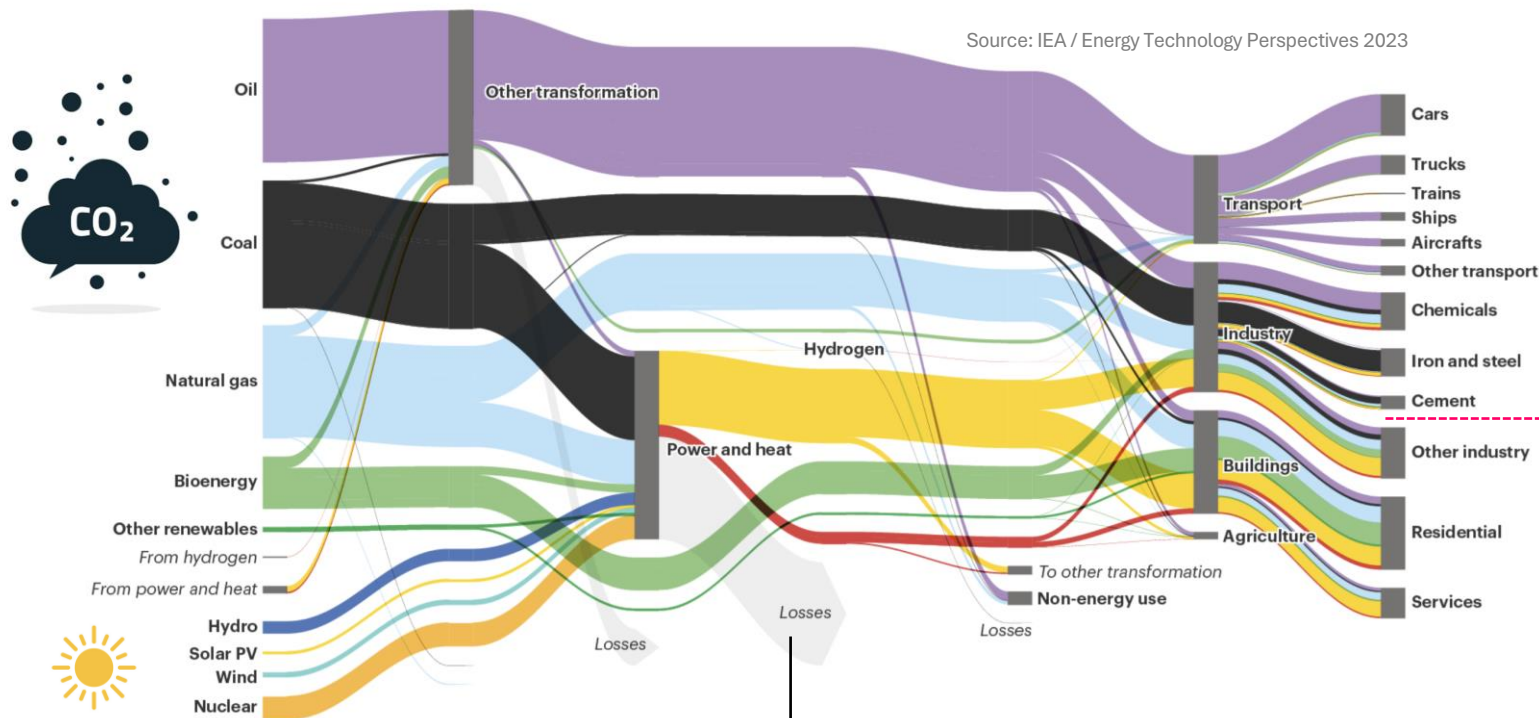 Source: IEA / Energy Technology Perspectives 2023
CO₂
Oil
Coal
Natural gas
Bioenergy
Other renewables
From hydrogen
From power and heat
Hydro
Solar PV
Wind
Nuclear
Other transformation
Power and heat
Losses
Losses
Hydrogen
To other transformation
Non-energy use
Losses
Transport
Industry
Buildings
Agriculture
Cars
Trucks
Trains
Ships
Aircrafts
Other transport
Chemicals
Iron and steel
Cement
Other industry
Residential
Services